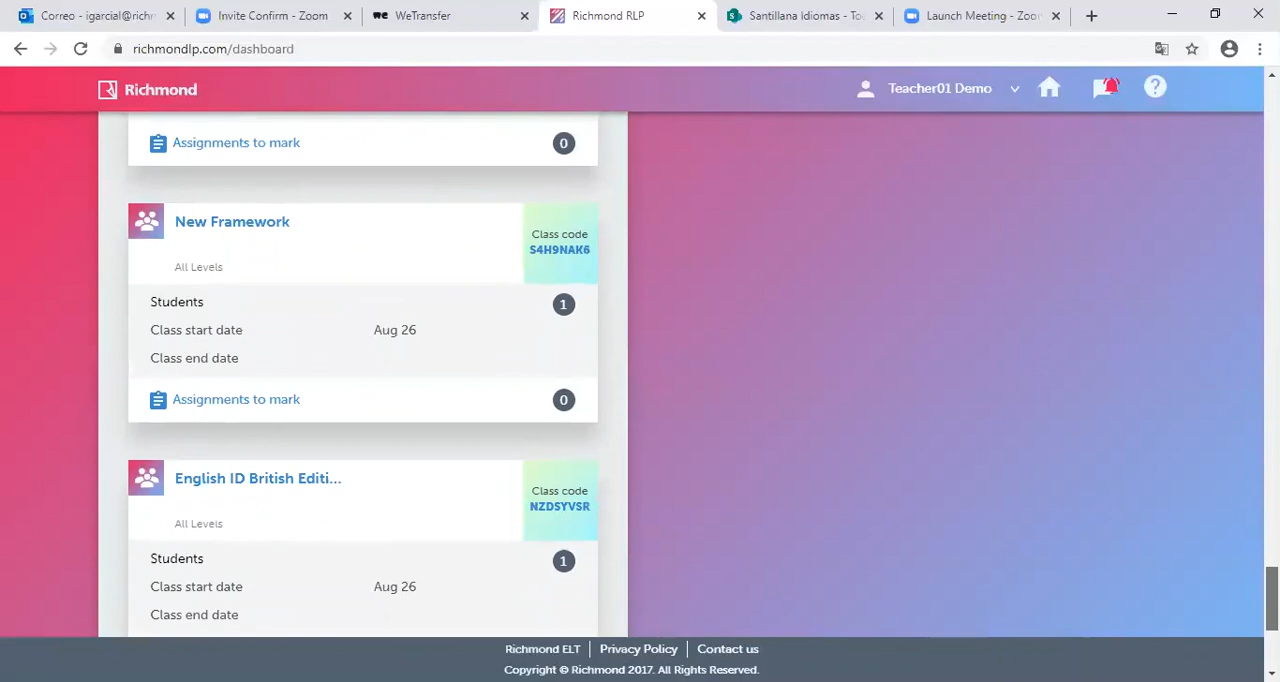 Correo - igarcial@richn
Invite Confirm - Zoom
WeTransfer
Richmond RLP
Santillana Idiomas - To
Launch Meeting - Zoo
richmondlp.com/dashboard
Richmond
Teacher01 Demo
Assignments to mark 0
New Framework
Class code
S4H9NAK6
All Levels
Students 1
Class start date Aug 26
Class end date
Assignments to mark 0
English ID British Editi...
Class code
NZDSYVSR
All Levels
Students 1
Class start date Aug 26
Class end date
Richmond ELT | Privacy Policy | Contact us
Copyright © Richmond 2017. All Rights Reserved.